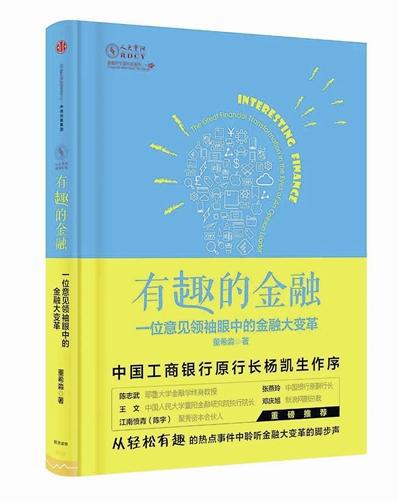 人大重阳
RDCY
INTERESTING FINANCE
The Great Financial Transformation in the Eyes of An Opinion Leader
有趣的金融
一位意见领袖眼中的金融大变革
董希淼 著
中国工商银行原行长杨凯生作序
陈志武 耶鲁大学金融学终身教授
张燕玲 中国银行原副行长
王文 中国人民大学重阳金融研究院执行院长
邓庆旭 新浪网副总裁
江南愤青（陈宇） 聚秀资本合伙人
重磅推荐
从轻松有趣的热点事件中聆听金融大变革的脚步声
有趣的金融
一位意见领袖眼中的
金融大变革
董希淼 著